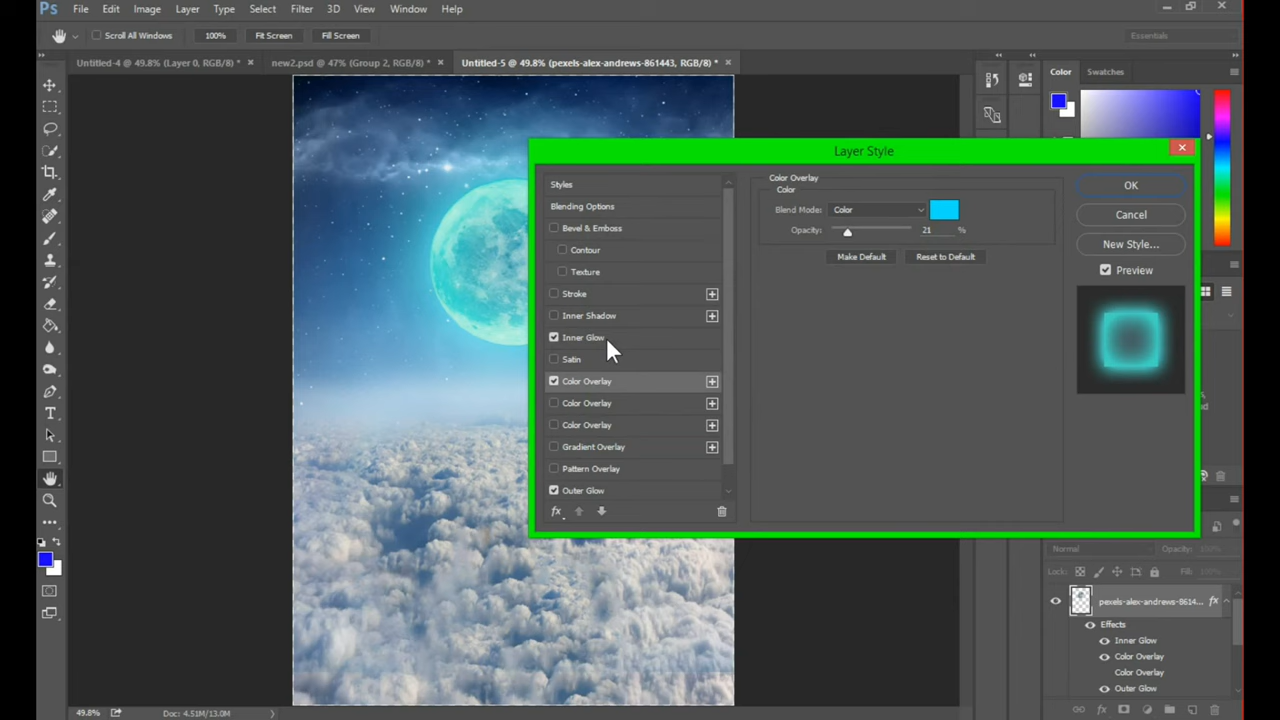 Ps File Edit Image Layer Type Select Filter 3D View Window Help
Scroll All Windows 100% Fit Screen Fill Screen Essentials
Untitled-4 @ 49.8% (Layer 0, RGB/8) * × new2.psd @ 47% (Group 2, RGB/8) * × Untitled-5 @ 49.8% (pexels-alex-andrews-861443, RGB/8) * ×
Color Swatches
Layer Style
Styles
Blending Options
Bevel & Emboss
Contour
Texture
Stroke
Inner Shadow
Inner Glow
Satin
Color Overlay
Color Overlay
Color Overlay
Gradient Overlay
Pattern Overlay
Outer Glow
fx
Color Overlay
Color
Blend Mode: Color
Opacity: 21 %
Make Default Reset to Default
OK
Cancel
New Style...
Preview
Normal Opacity: 100%
Lock: Fill: 100%
pexels-alex-andrews-8614... fx
Effects
Inner Glow
Color Overlay
Color Overlay
Outer Glow
fx
49.8% Doc: 4.51M/13.0M